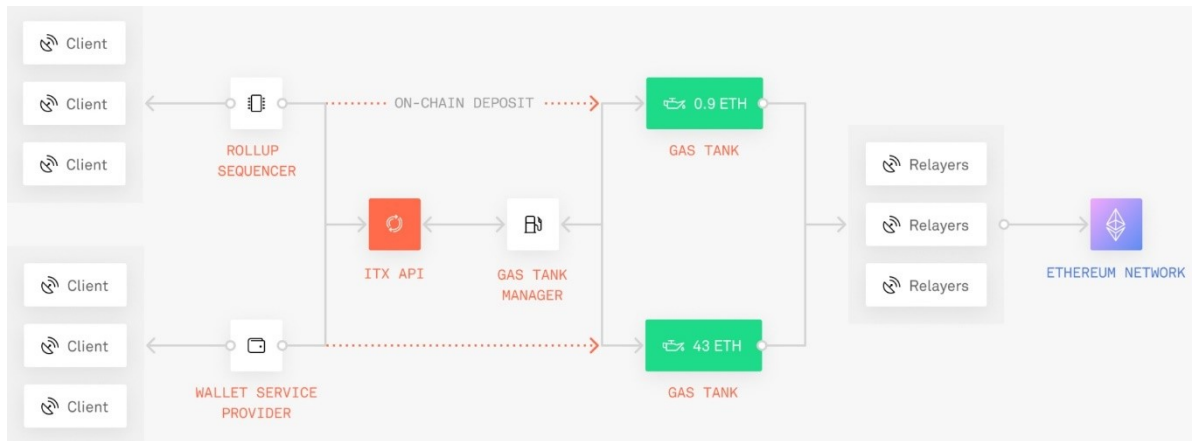 Client
Client
Client
ROLLUP
SEQUENCER
ON-CHAIN DEPOSIT
0.9 ETH
GAS TANK
ITX API
GAS TANK
MANAGER
Relayers
Relayers
Relayers
ETHEREUM NETWORK
Client
Client
Client
WALLET SERVICE
PROVIDER
43 ETH
GAS TANK